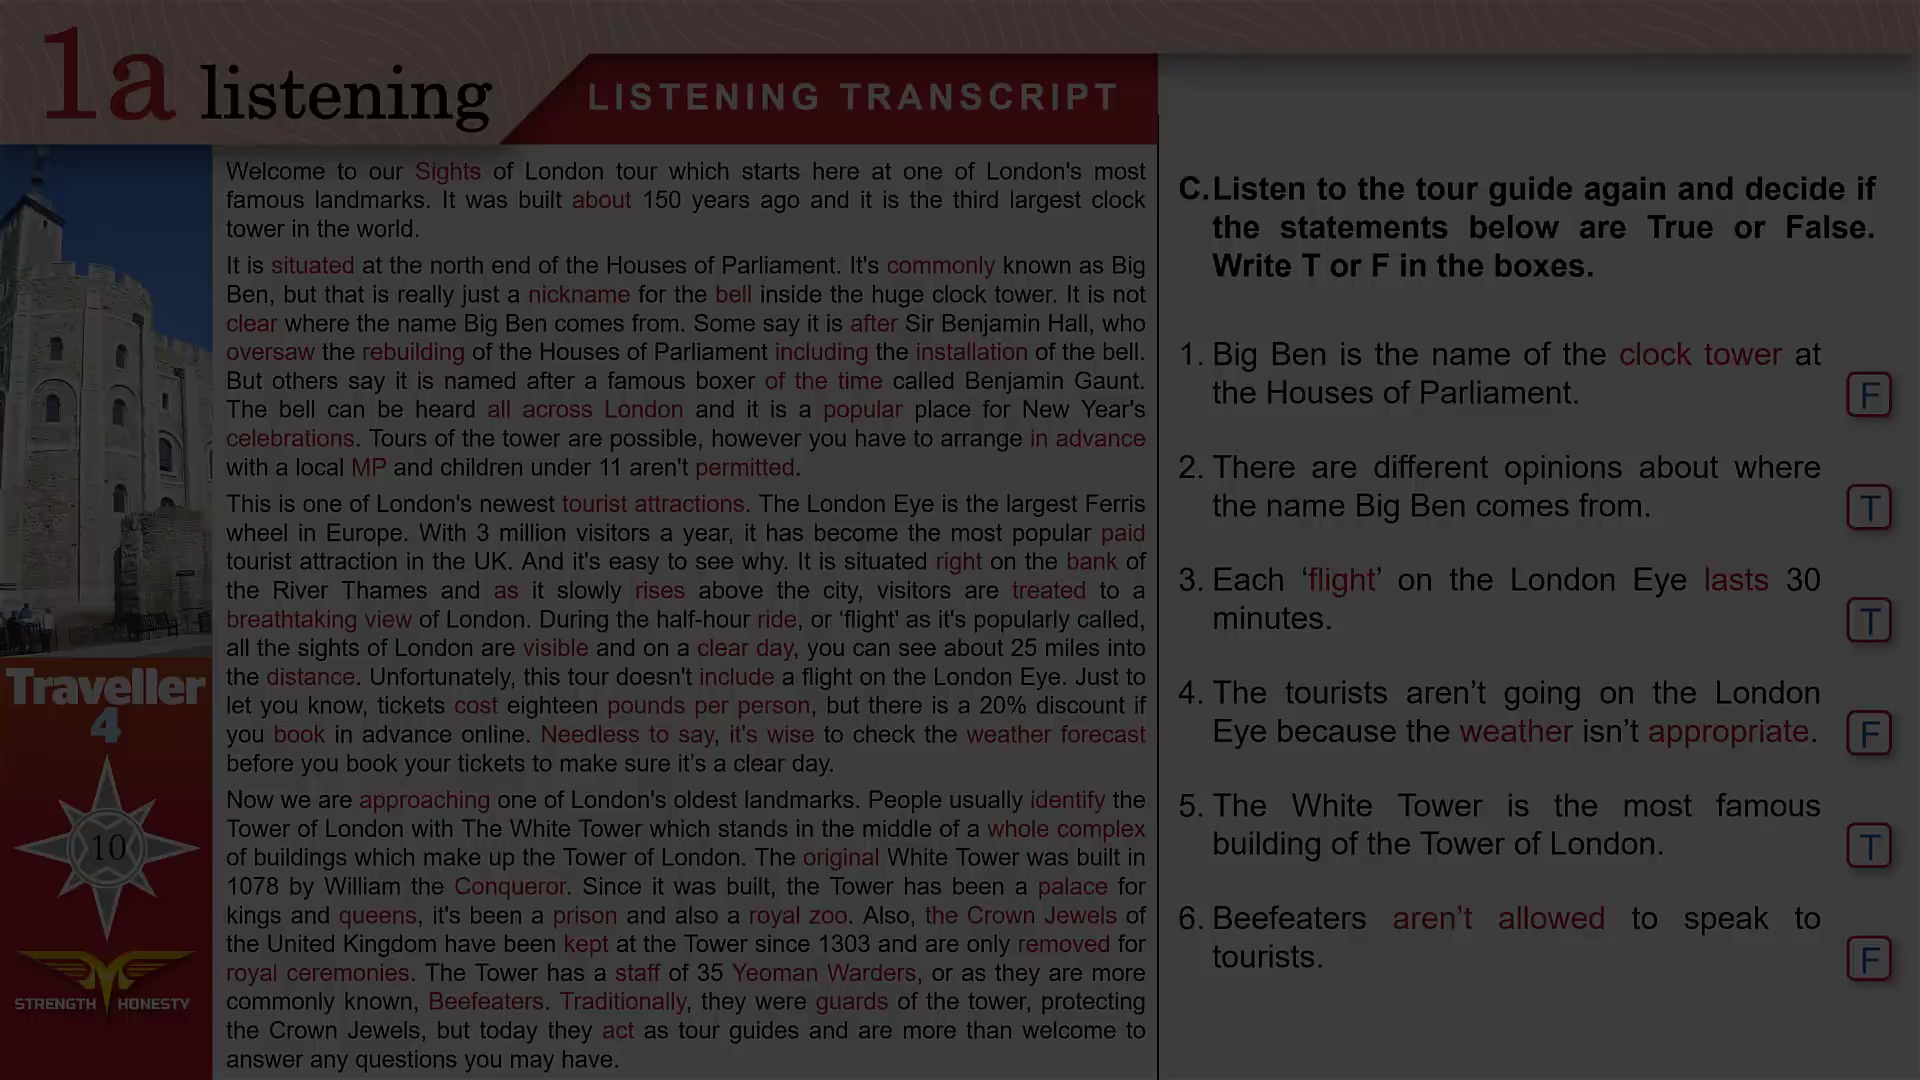 1a listening
LISTENING TRANSCRIPT
Welcome to our Sights of London tour which starts here at one of London's most
famous landmarks. It was built about 150 years ago and it is the third largest clock
tower in the world.
It is situated at the north end of the Houses of Parliament. It's commonly known as Big
Ben, but that is really just a nickname for the bell inside the huge clock tower. It is not
clear where the name Big Ben comes from. Some say it is after Sir Benjamin Hall, who
oversaw the rebuilding of the Houses of Parliament including the installation of the bell.
But others say it is named after a famous boxer of the time called Benjamin Gaunt.
The bell can be heard all across London and it is a popular place for New Year's
celebrations. Tours of the tower are possible, however you have to arrange in advance
with a local MP and children under 11 aren't permitted.
This is one of London's newest tourist attractions. The London Eye is the largest Ferris
wheel in Europe. With 3 million visitors a year, it has become the most popular paid
tourist attraction in the UK. And it's easy to see why. It is situated right on the bank of
the River Thames and as it slowly rises above the city, visitors are treated to a
breathtaking view of London. During the half-hour ride, or ‘flight' as it's popularly called,
all the sights of London are visible and on a clear day, you can see about 25 miles into
the distance. Unfortunately, this tour doesn't include a flight on the London Eye. Just to
let you know, tickets cost eighteen pounds per person, but there is a 20% discount if
you book in advance online. Needless to say, it's wise to check the weather forecast
before you book your tickets to make sure it’s a clear day.
Now we are approaching one of London's oldest landmarks. People usually identify the
Tower of London with The White Tower which stands in the middle of a whole complex
of buildings which make up the Tower of London. The original White Tower was built in
1078 by William the Conqueror. Since it was built, the Tower has been a palace for
kings and queens, it's been a prison and also a royal zoo. Also, the Crown Jewels of
the United Kingdom have been kept at the Tower since 1303 and are only removed for
royal ceremonies. The Tower has a staff of 35 Yeoman Warders, or as they are more
commonly known, Beefeaters. Traditionally, they were guards of the tower, protecting
the Crown Jewels, but today they act as tour guides and are more than welcome to
answer any questions you may have.
C. Listen to the tour guide again and decide if
the statements below are True or False.
Write T or F in the boxes.
1. Big Ben is the name of the clock tower at
the Houses of Parliament. F
2. There are different opinions about where
the name Big Ben comes from. T
3. Each ‘flight’ on the London Eye lasts 30
minutes. T
4. The tourists aren’t going on the London
Eye because the weather isn’t appropriate. F
5. The White Tower is the most famous
building of the Tower of London. T
6. Beefeaters aren’t allowed to speak to
tourists. F
Traveller
4
10
STRENGTH HONESTY